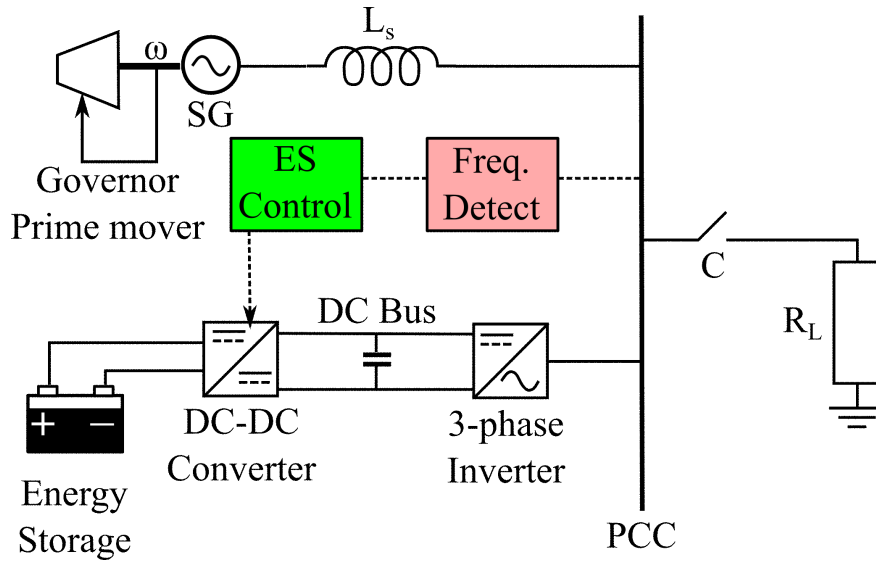 Lₛ
ω
SG
Governor
Prime mover
ES
Control
Freq.
Detect
C
R_L
DC Bus
+ −
DC-DC
Converter
3-phase
Inverter
Energy
Storage
PCC